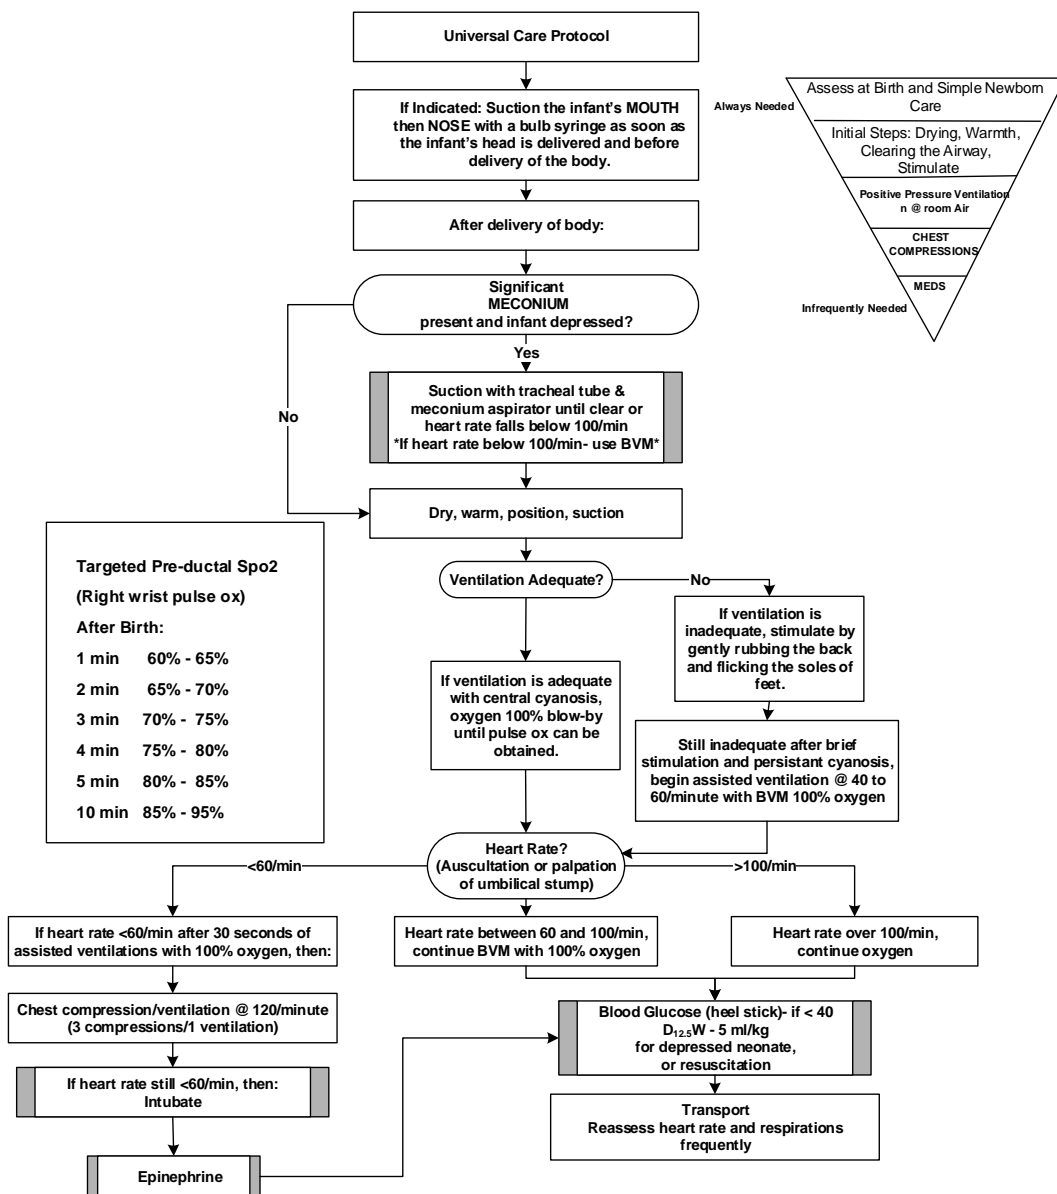 Universal Care Protocol
If Indicated: Suction the infant's MOUTH
then NOSE with a bulb syringe as soon as
the infant's head is delivered and before
delivery of the body.
After delivery of body:
Significant
MECONIUM
present and infant depressed?
Yes
No
Suction with tracheal tube &
meconium aspirator until clear or
heart rate falls below 100/min
*If heart rate below 100/min- use BVM*
Dry, warm, position, suction
Always Needed
Assess at Birth and Simple Newborn
Care
Initial Steps: Drying, Warmth,
Clearing the Airway,
Stimulate
Positive Pressure Ventilation
n @ room Air
CHEST
COMPRESSIONS
MEDS
Infrequently Needed
Targeted Pre-ductal Spo2
(Right wrist pulse ox)
After Birth:
1 min 60% - 65%
2 min 65% - 70%
3 min 70% - 75%
4 min 75% - 80%
5 min 80% - 85%
10 min 85% - 95%
Ventilation Adequate?
No
If ventilation is
inadequate, stimulate by
gently rubbing the back
and flicking the soles of
feet.
If ventilation is adequate
with central cyanosis,
oxygen 100% blow-by
until pulse ox can be
obtained.
Still inadequate after brief
stimulation and persistant cyanosis,
begin assisted ventilation @ 40 to
60/minute with BVM 100% oxygen
Heart Rate?
(Auscultation or palpation
of umbilical stump)
<60/min
>100/min
If heart rate <60/min after 30 seconds of
assisted ventilations with 100% oxygen, then:
Heart rate between 60 and 100/min,
continue BVM with 100% oxygen
Heart rate over 100/min,
continue oxygen
Chest compression/ventilation @ 120/minute
(3 compressions/1 ventilation)
If heart rate still <60/min, then:
Intubate
Epinephrine
Blood Glucose (heel stick)- if < 40
D12.5W - 5 ml/kg
for depressed neonate,
or resuscitation
Transport
Reassess heart rate and respirations
frequently